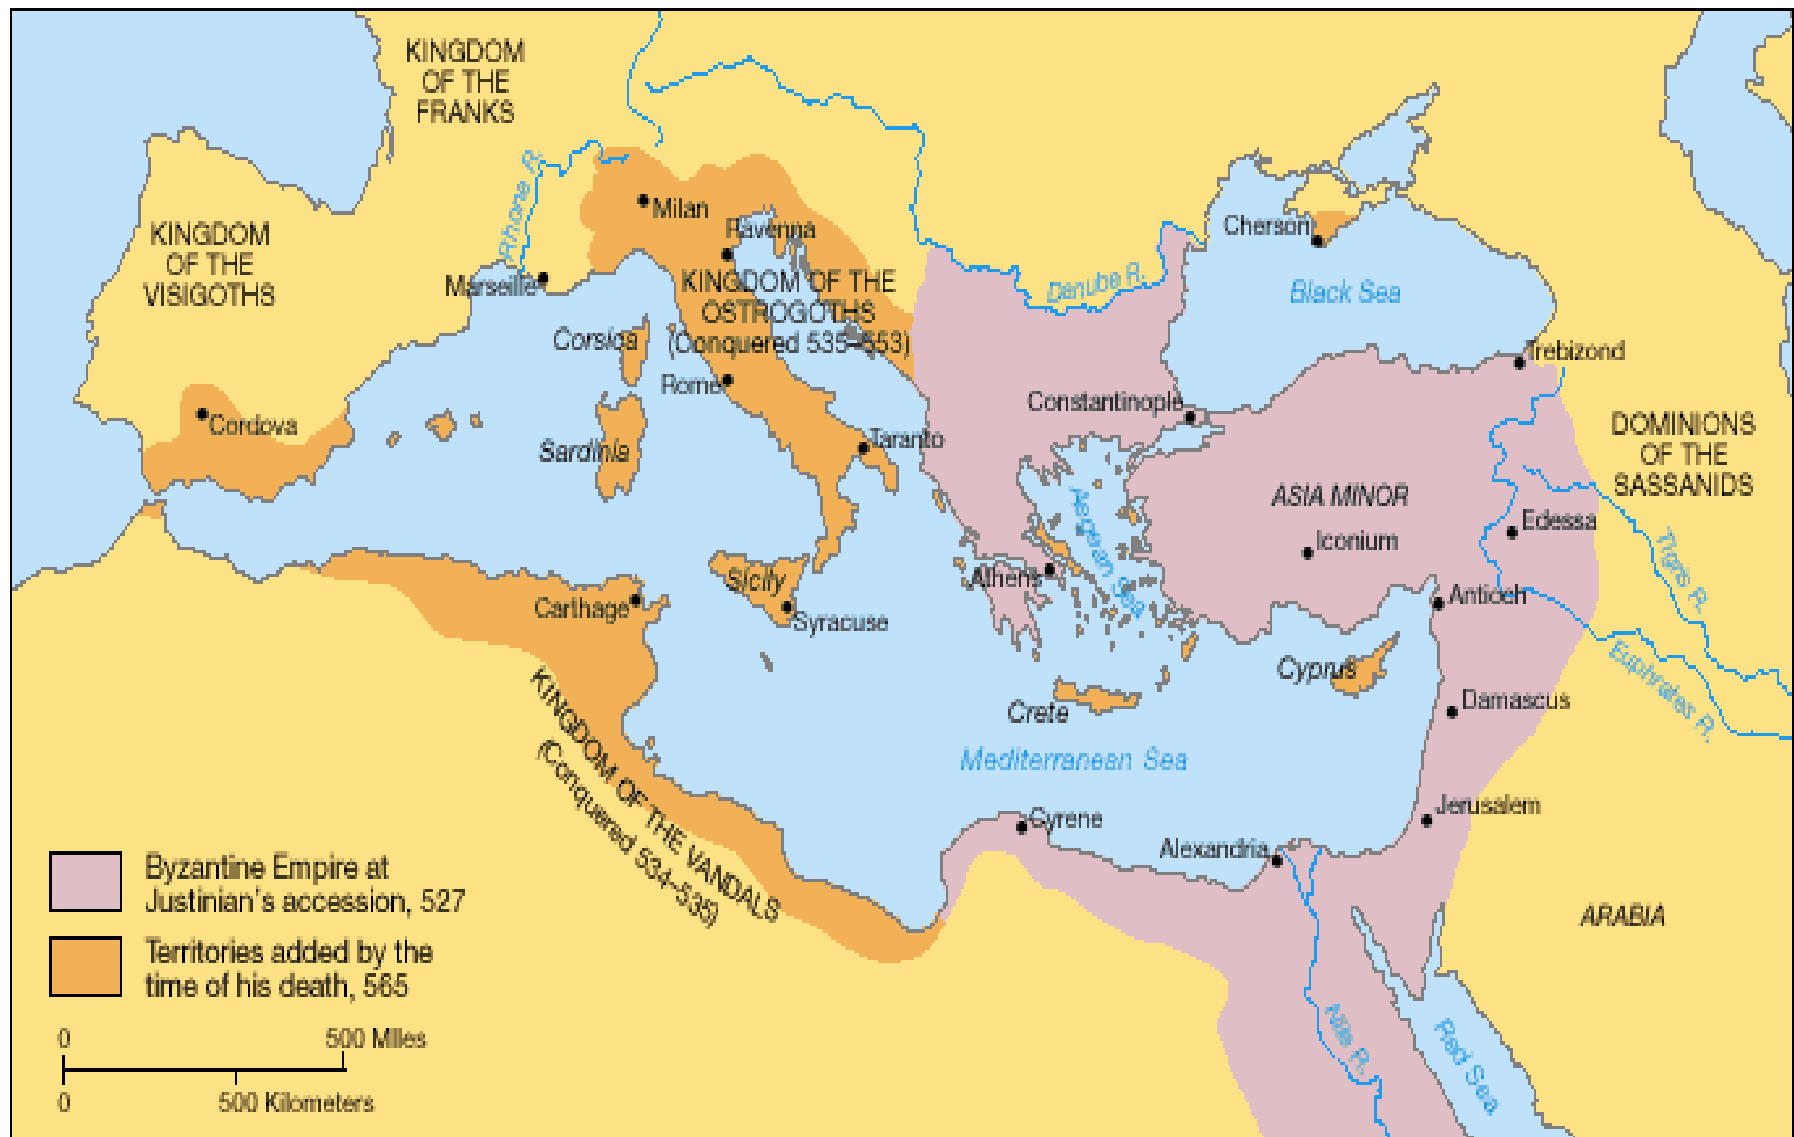 KINGDOM
OF THE
FRANKS
KINGDOM
OF THE
VISIGOTHS
Rhone R.
Milan
Ravenna
Marseille
KINGDOM OF THE
OSTROGOTHS
(Conquered 535–553)
Corsica
Rome
Cordova
Sardinia
Taranto
Danube R.
Cherson
Black Sea
Trebizond
Constantinople
DOMINIONS
OF THE
SASSANIDS
ASIA MINOR
Aegean Sea
Iconium
Edessa
Tigris R.
Athens
Antioch
Sicily
Carthage
Syracuse
Euphrates R.
Cyprus
Crete
Damascus
KINGDOM OF THE VANDALS
(Conquered 534–535)
Mediterranean Sea
Cyrene
Jerusalem
Alexandria
ARABIA
Nile R.
Red Sea
Byzantine Empire at
Justinian's accession, 527
Territories added by the
time of his death, 565
0 500 Miles
0 500 Kilometers